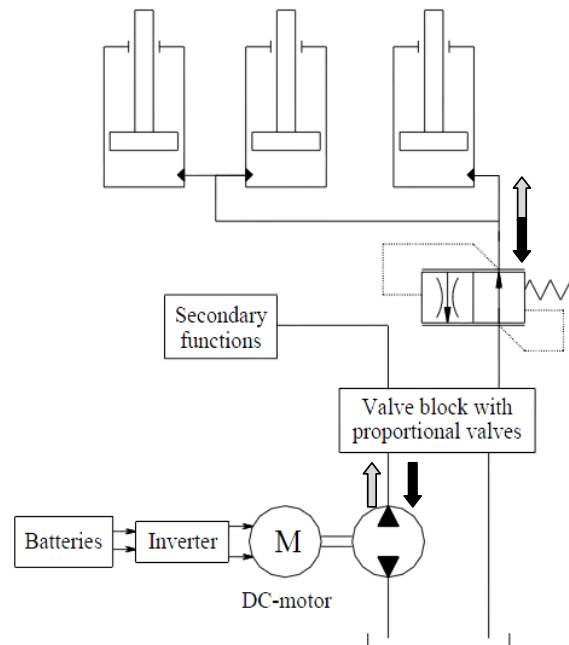 Secondary
functions
Valve block with
proportional valves
Batteries
Inverter
M
DC-motor